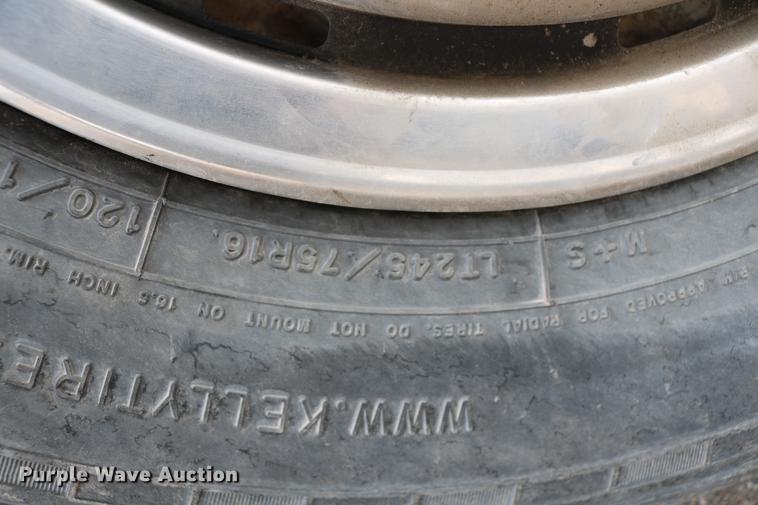 M+S
LT245/75R16
120/1
RIM APPROVED FOR RADIAL TIRES. DO NOT MOUNT ON 16.5 INCH RIM.
WWW.KELLYTIRES
Purple Wave Auction